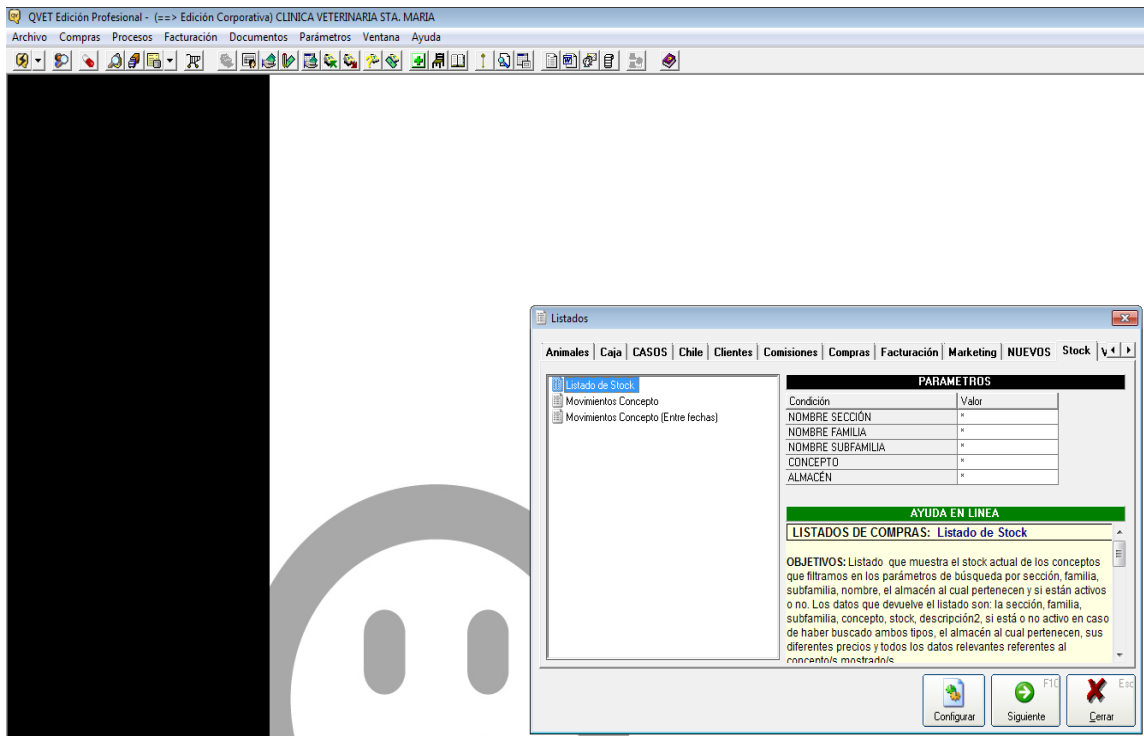 QVET Edición Profesional - (==> Edición Corporativa) CLINICA VETERINARIA STA. MARIA
Archivo Compras Procesos Facturación Documentos Parámetros Ventana Ayuda
Listados
Animales Caja CASOS Chile Clientes Comisiones Compras Facturación Marketing NUEVOS Stock
Listado de Stock
Movimientos Concepto
Movimientos Concepto (Entre fechas)
PARAMETROS
Condición Valor
NOMBRE SECCIÓN *
NOMBRE FAMILIA *
NOMBRE SUBFAMILIA *
CONCEPTO *
ALMACÉN *
AYUDA EN LINEA
LISTADOS DE COMPRAS: Listado de Stock
OBJETIVOS: Listado que muestra el stock actual de los conceptos
que filtramos en los parámetros de búsqueda por sección, familia,
subfamilia, nombre, el almacén al cual pertenecen y si están activos
o no. Los datos que devuelve el listado son: la sección, familia,
subfamilia, concepto, stock, descripción2, si está o no activo en caso
de haber buscado ambos tipos, el almacén al cual pertenecen, sus
diferentes precios y todos los datos relevantes referentes al
concepto/s mostrado/s
F10 Esc
Configurar Siguiente Cerrar